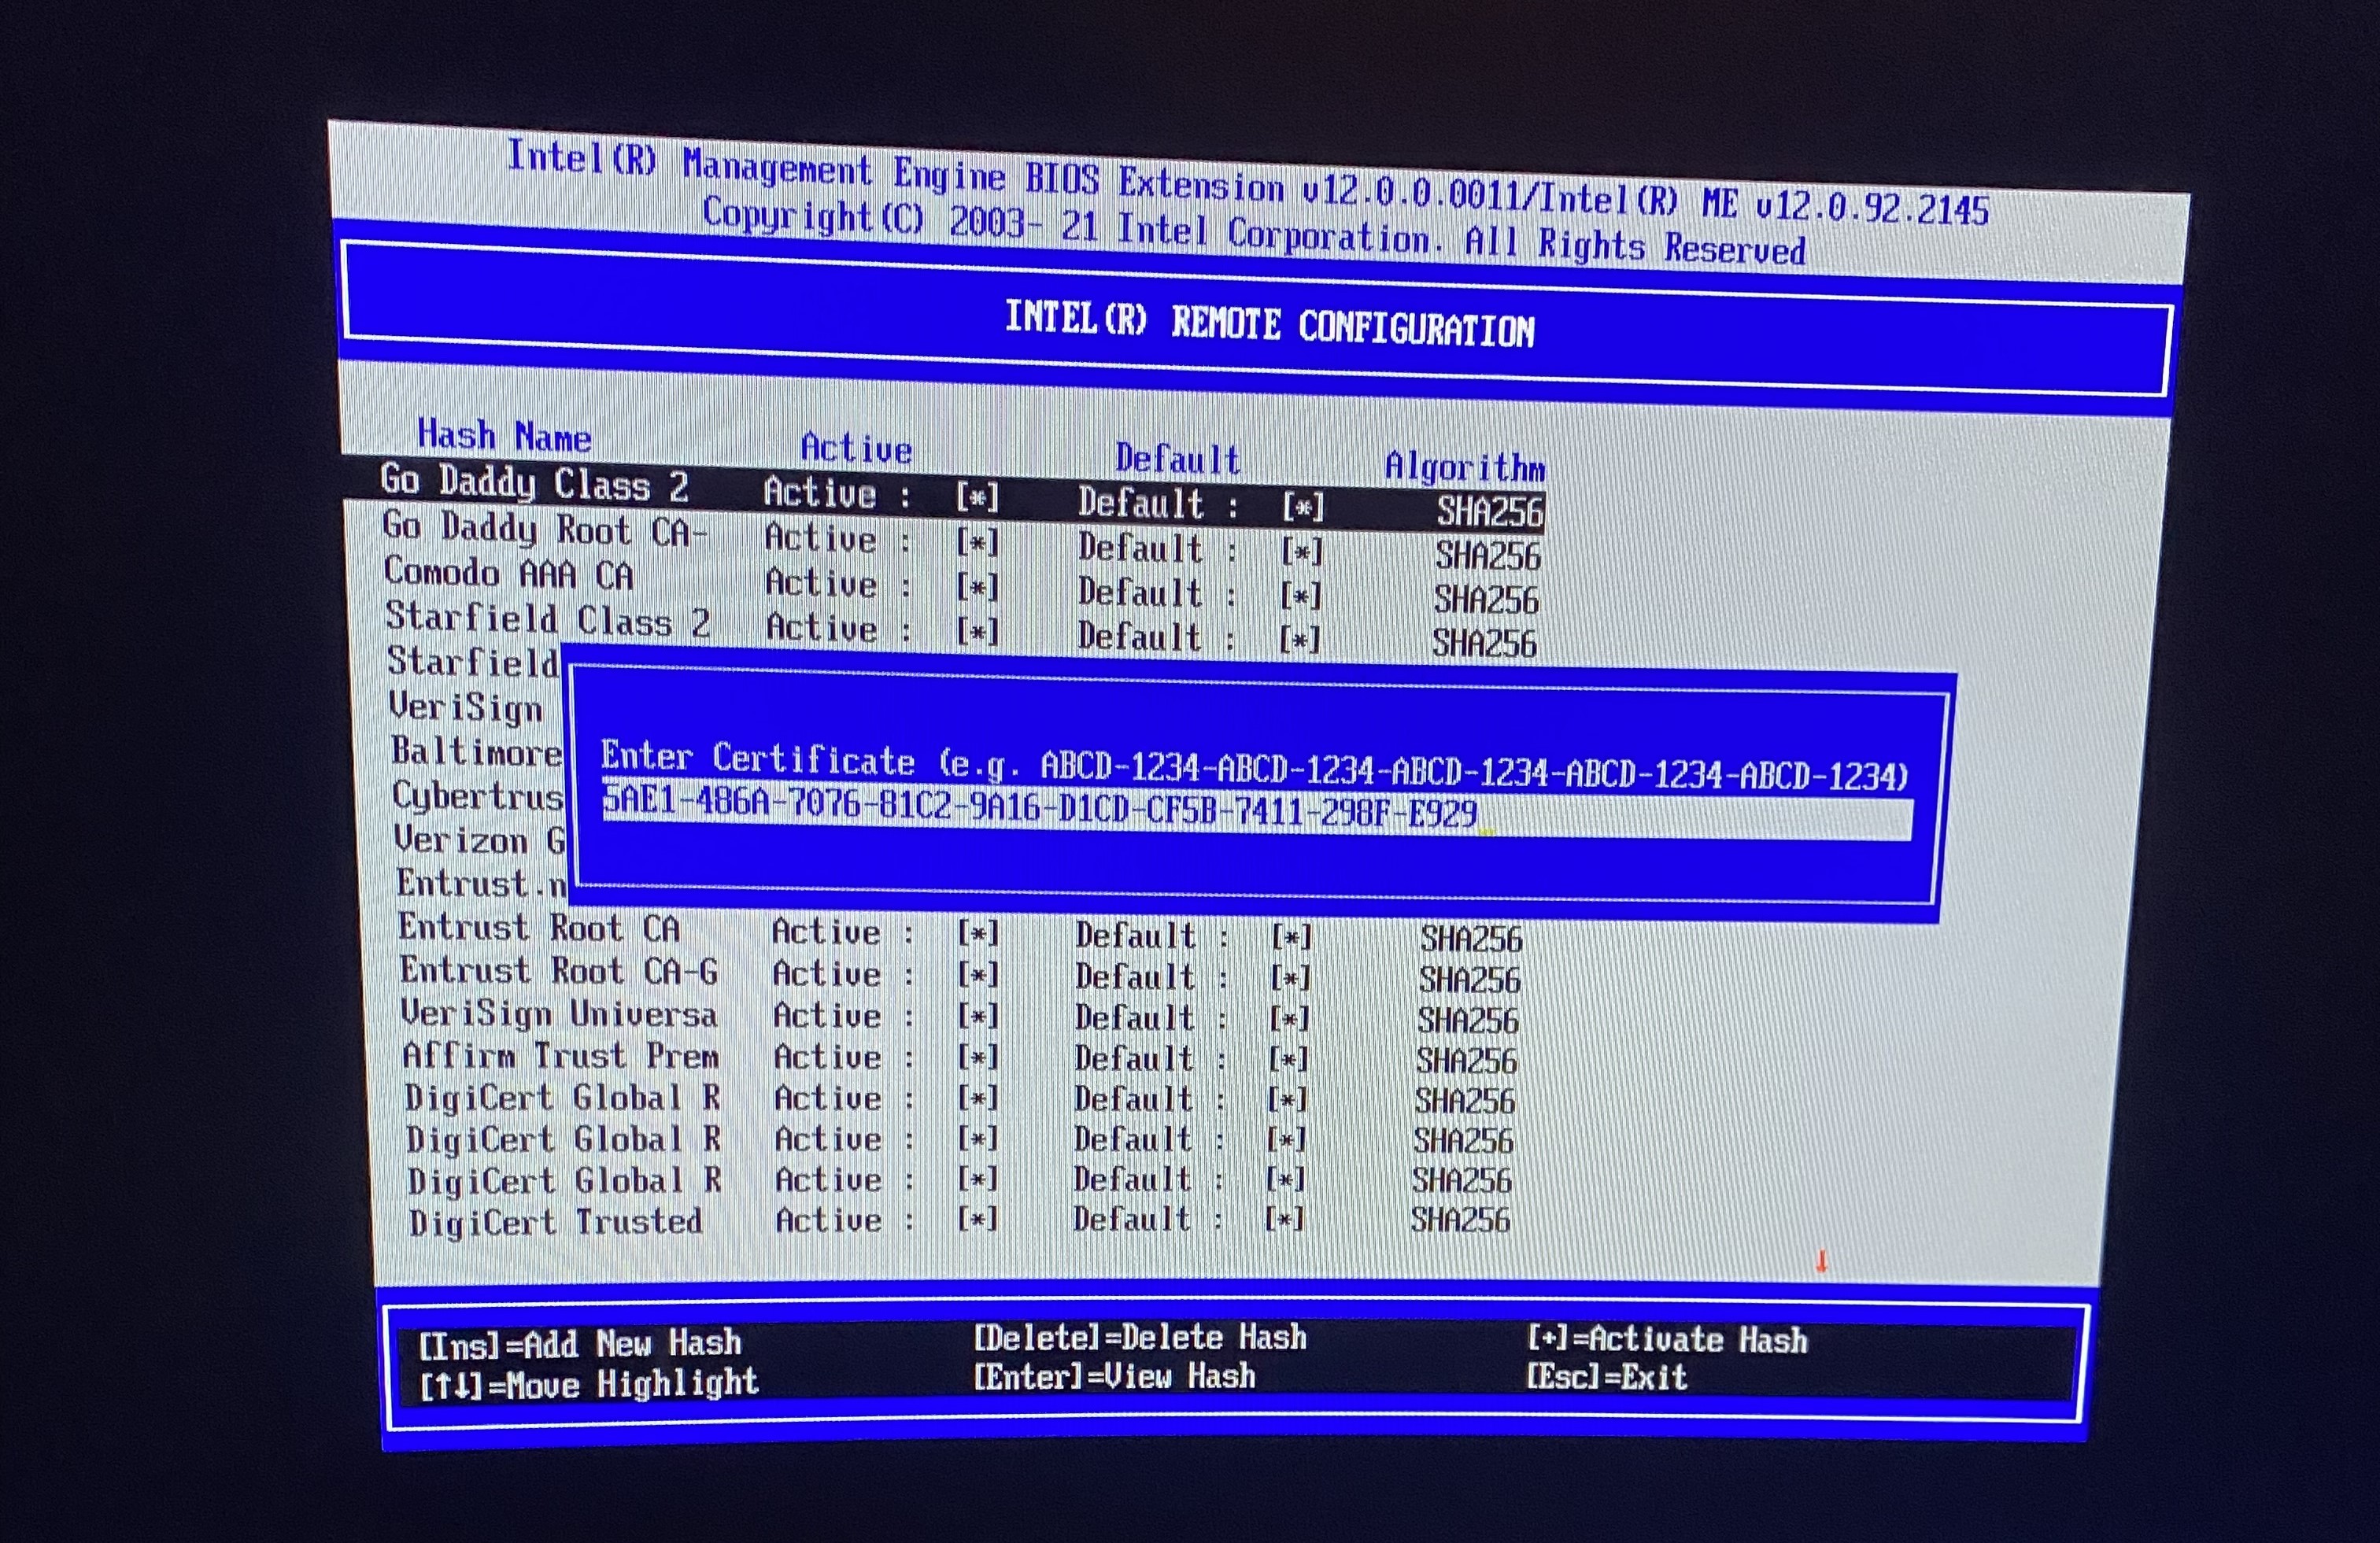 Intel(R) Management Engine BIOS Extension v12.0.0.0011/Intel(R) ME v12.0.92.2145
Copyright(C) 2003- 21 Intel Corporation. All Rights Reserved
INTEL(R) REMOTE CONFIGURATION
Hash Name Active Default Algorithm
Go Daddy Class 2 Active : [*] Default : [*] SHA256
Go Daddy Root CA- Active : [*] Default : [*] SHA256
Comodo AAA CA Active : [*] Default : [*] SHA256
Starfield Class 2 Active : [*] Default : [*] SHA256
Starfield
VeriSign
Baltimore
Cybertrus
Verizon G
Entrust.n
Enter Certificate (e.g. ABCD-1234-ABCD-1234-ABCD-1234-ABCD-1234-ABCD-1234)
5AE1-486A-7076-81C2-9A16-D1CD-CF5B-7411-298F-E929
Entrust Root CA Active : [*] Default : [*] SHA256
Entrust Root CA-G Active : [*] Default : [*] SHA256
VeriSign Universa Active : [*] Default : [*] SHA256
Affirm Trust Prem Active : [*] Default : [*] SHA256
DigiCert Global R Active : [*] Default : [*] SHA256
DigiCert Global R Active : [*] Default : [*] SHA256
DigiCert Global R Active : [*] Default : [*] SHA256
DigiCert Trusted Active : [*] Default : [*] SHA256
↓
[Ins]=Add New Hash [Delete]=Delete Hash [+]=Activate Hash
[↑↓]=Move Highlight [Enter]=View Hash [Esc]=Exit